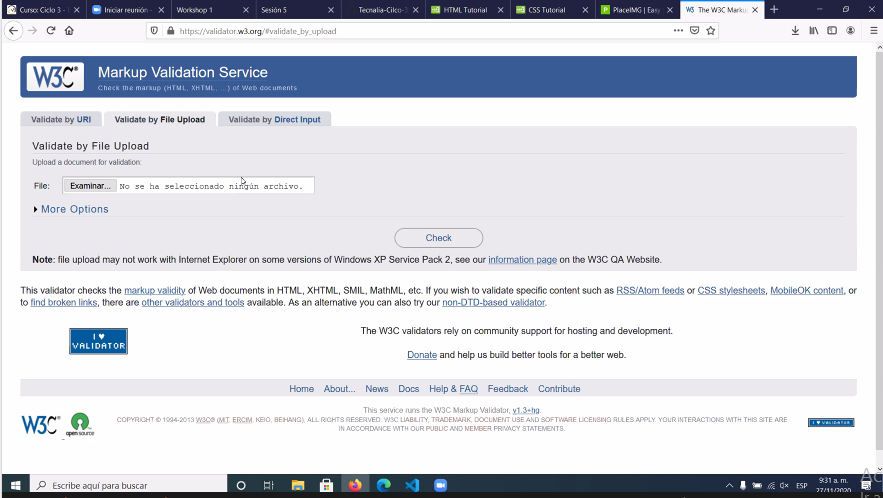 Curso: Ciclo 3 -
Iniciar reunión -
Workshop 1
Sesión 5
Tecnalia-Cilco-3
HTML Tutorial
CSS Tutorial
PlaceIMG | Easy
The W3C Marku
https://validator.w3.org/#validate_by_upload
W3C
Markup Validation Service
Check the markup (HTML, XHTML, ...) of Web documents
Validate by URI
Validate by File Upload
Validate by Direct Input
Validate by File Upload
Upload a document for validation:
File: Examinar... No se ha seleccionado ningún archivo.
More Options
Check
Note: file upload may not work with Internet Explorer on some versions of Windows XP Service Pack 2, see our information page on the W3C QA Website.
This validator checks the markup validity of Web documents in HTML, XHTML, SMIL, MathML, etc. If you wish to validate specific content such as RSS/Atom feeds or CSS stylesheets, MobileOK content, or
to find broken links, there are other validators and tools available. As an alternative you can also try our non-DTD-based validator.
I ♥
VALIDATOR
The W3C validators rely on community support for hosting and development.
Donate and help us build better tools for a better web.
Home About... News Docs Help & FAQ Feedback Contribute
This service runs the W3C Markup Validator, v1.3+hg.
W3C
open source
COPYRIGHT © 1994-2013 W3C® (MIT, ERCIM, KEIO, BEIHANG), ALL RIGHTS RESERVED. W3C LIABILITY, TRADEMARK, DOCUMENT USE AND SOFTWARE LICENSING RULES APPLY. YOUR INTERACTIONS WITH THIS SITE ARE
IN ACCORDANCE WITH OUR PUBLIC AND MEMBER PRIVACY STATEMENTS.
I ♥ VALIDATOR
Escribe aquí para buscar
ESP
9:31 a. m.
27/11/2020